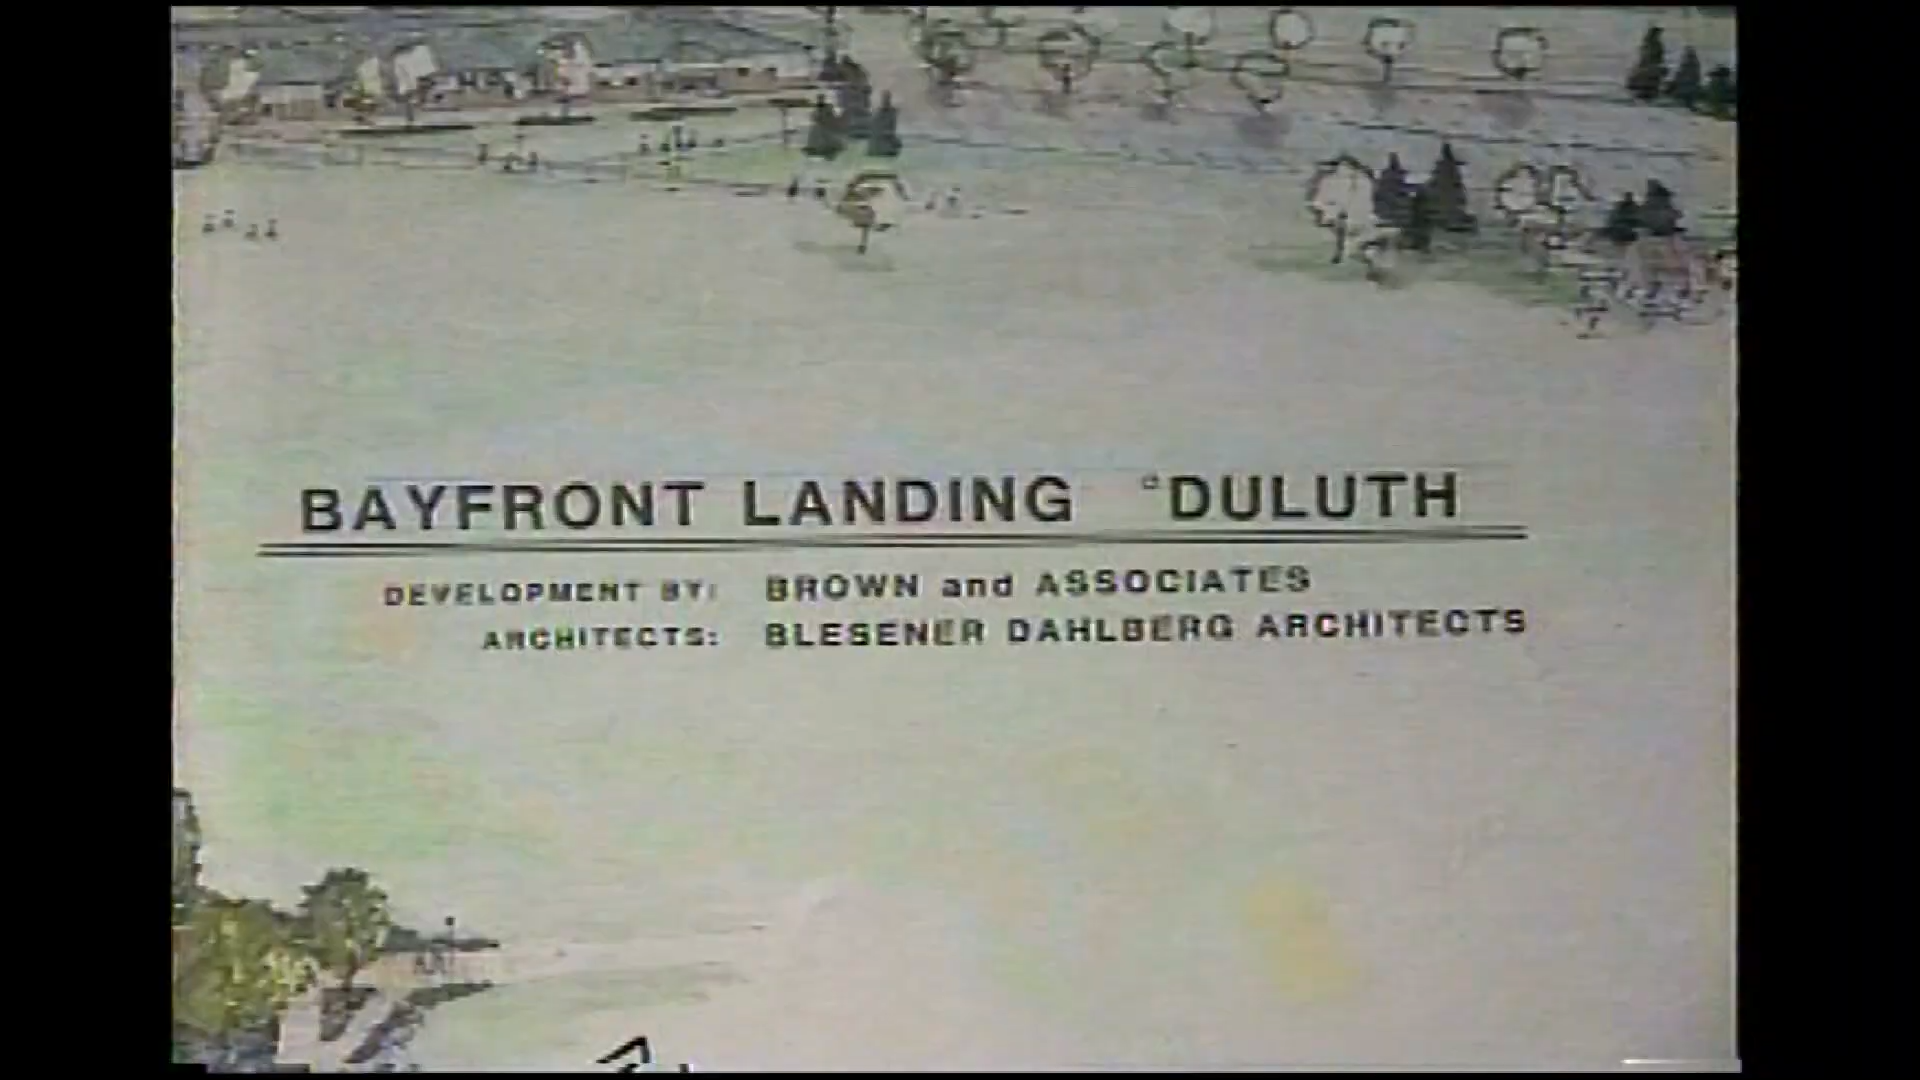 BAYFRONT LANDING °DULUTH
DEVELOPMENT BY: BROWN and ASSOCIATES
ARCHITECTS: BLESENER DAHLBERG ARCHITECTS